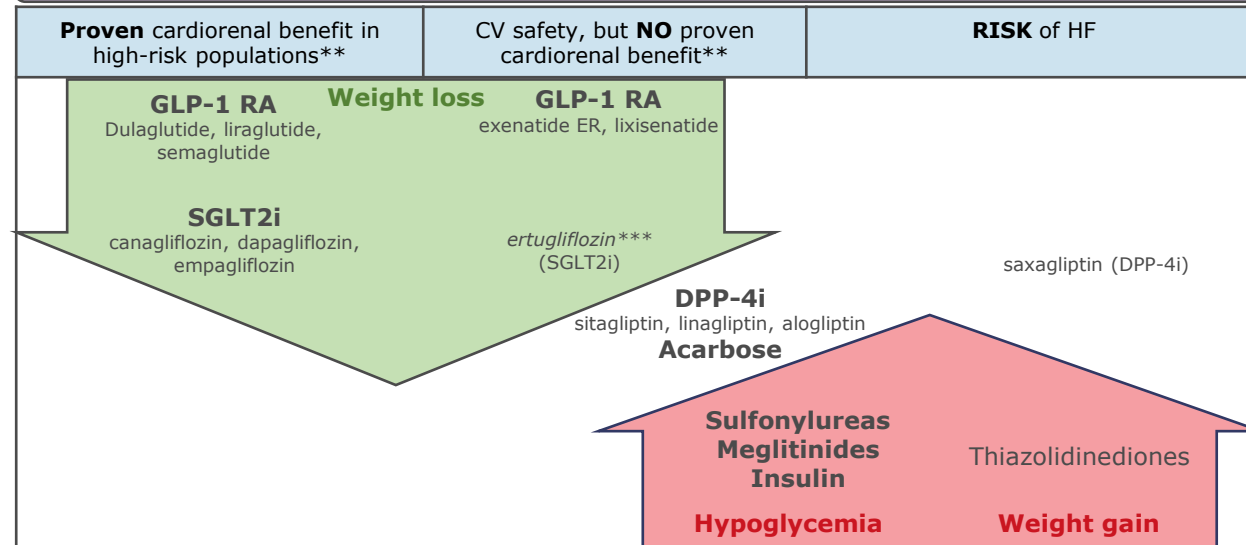 Proven cardiorenal benefit in
high-risk populations**
CV safety, but NO proven
cardiorenal benefit**
RISK of HF
Weight loss
GLP-1 RA
Dulaglutide, liraglutide,
semaglutide
GLP-1 RA
exenatide ER, lixisenatide
SGLT2i
canagliflozin, dapagliflozin,
empagliflozin
ertugliflozin***
(SGLT2i)
saxagliptin (DPP-4i)
DPP-4i
sitagliptin, linagliptin, alogliptin
Acarbose
Sulfonylureas
Meglitinides
Insulin
Thiazolidinediones
Hypoglycemia
Weight gain